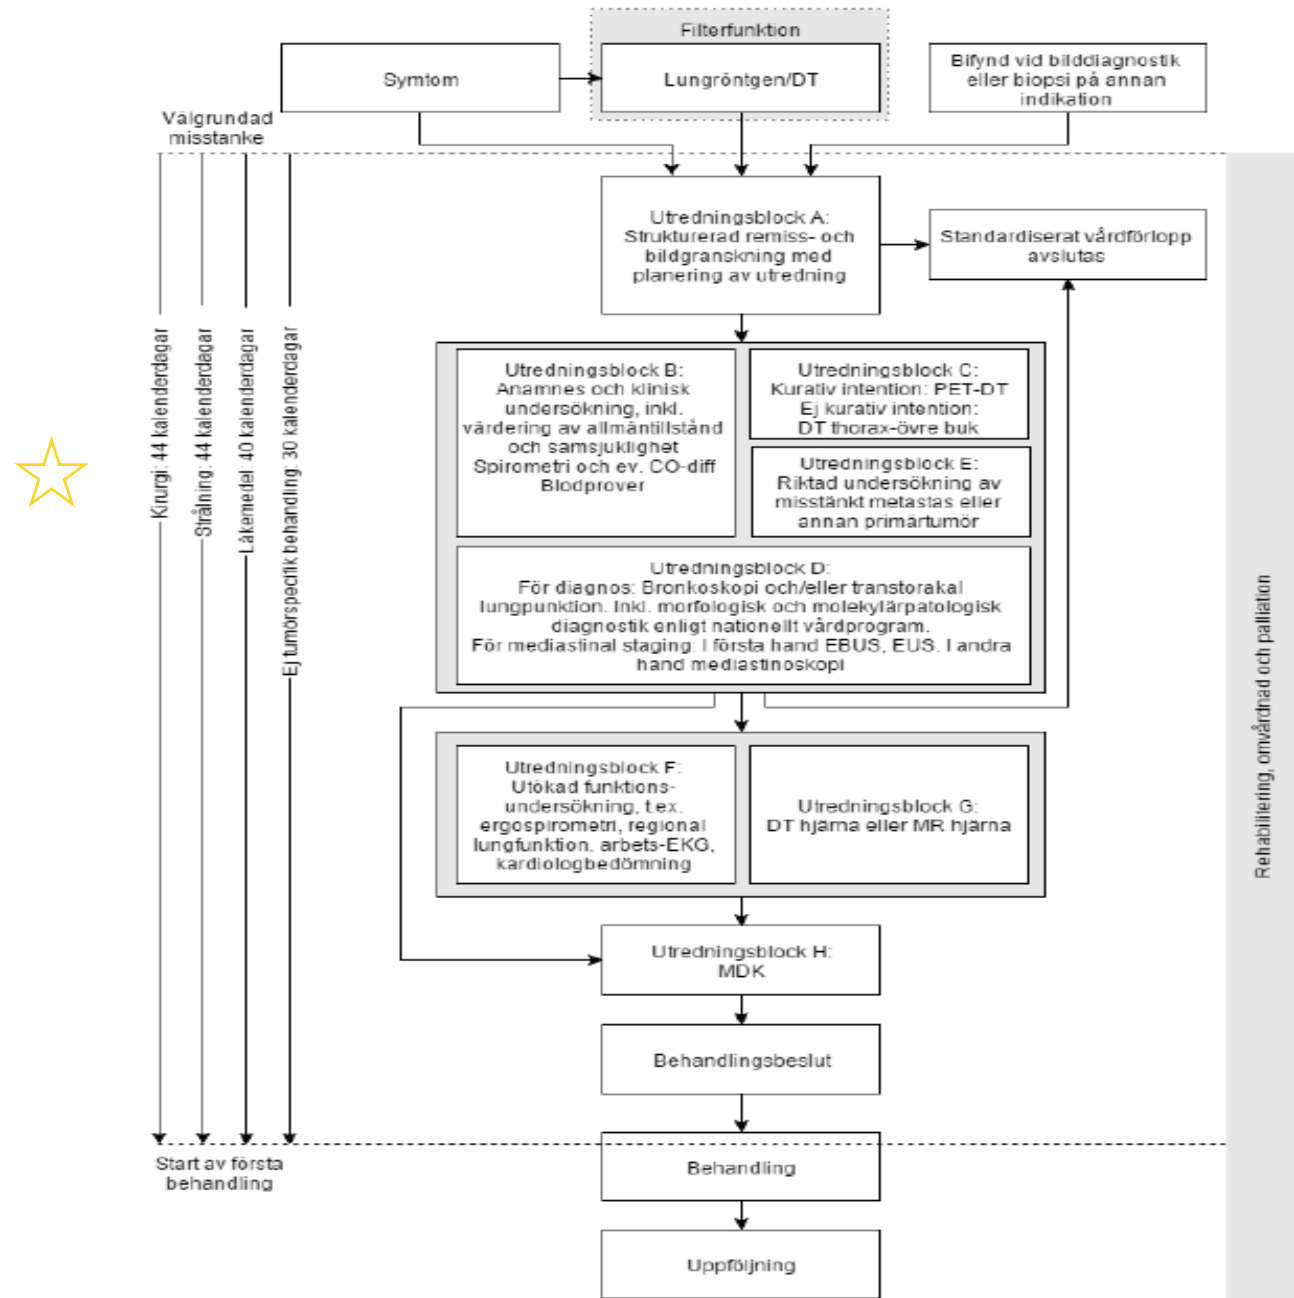 Filterfunktion
Symtom
Lungröntgen/DT
Bifynd vid bilddiagnostik
eller biopsi på annan
indikation
Välgrundad
misstanke
Utredningsblock A:
Strukturerad remiss- och
bildgranskning med
planering av utredning
Standardiserat vårdförlopp
avslutas
Kirurgi: 44 kalenderdagar
Strålning: 44 kalenderdagar
Läkemedel: 40 kalenderdagar
Ej tumörspecifik behandling: 30 kalenderdagar
Utredningsblock B:
Anamnes och klinisk
undersökning, inkl.
värdering av allmäntillstånd
och samsjuklighet
Spirometri och ev. CO-diff
Blodprover
Utredningsblock C:
Kurativ intention: PET-DT
Ej kurativ intention:
DT thorax-övre buk
Utredningsblock E:
Riktad undersökning av
misstänkt metastas eller
annan primärtumör
Utredningsblock D:
För diagnos: Bronkoskopi och/eller transtorakal
lungpunktion. Inkl. morfologisk och molekylärpatologisk
diagnostik enligt nationellt vårdprogram.
För mediastinal staging: I första hand EBUS, EUS. I andra
hand mediastinoskopi
Utredningsblock F:
Utökad funktions-
undersökning, t.ex.
ergospirometri, regional
lungfunktion, arbets-EKG,
kardiologbedömning
Utredningsblock G:
DT hjärna eller MR hjärna
Utredningsblock H:
MDK
Behandlingsbeslut
Start av första
behandling
Behandling
Uppföljning
Rehabilitering, omvårdnad och palliation